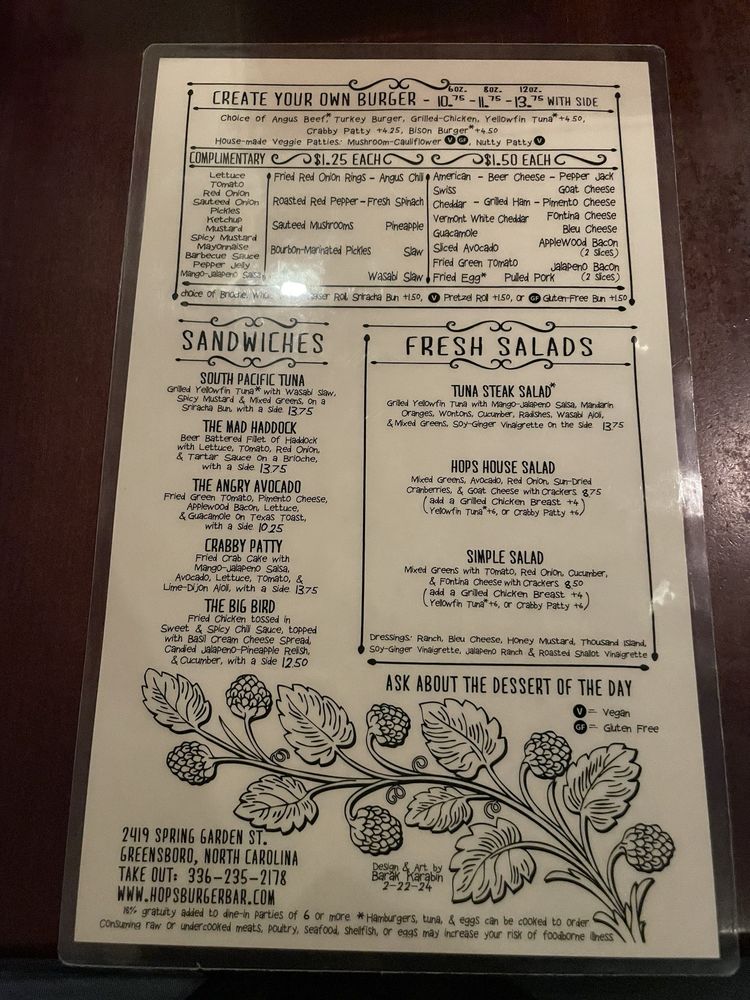 6oz. 8oz. 12oz.
CREATE YOUR OWN BURGER - 10.75 - 11.75 - 13.75 WITH SIDE
Choice of Angus Beef*, Turkey Burger, Grilled-Chicken, Yellowfin Tuna* +4.50,
Crabby Patty +4.25, Bison Burger* +4.50
House-made Veggie Patties: Mushroom-Cauliflower V GF, Nutty Patty V
COMPLIMENTARY
Lettuce
Tomato
Red Onion
Sauteed Onion
Pickles
Ketchup
Mustard
Spicy Mustard
Mayonnaise
Barbecue Sauce
Pepper Jelly
Mango-Jalapeno Salsa
$1.25 EACH
Fried Red Onion Rings - Angus Chili
Roasted Red Pepper - Fresh Spinach
Sauteed Mushrooms Pineapple
Bourbon-Marinated Pickles Slaw
Wasabi Slaw
$1.50 EACH
American - Beer Cheese - Pepper Jack
Swiss Goat Cheese
Cheddar - Grilled Ham - Pimento Cheese
Vermont White Cheddar Fontina Cheese
Guacamole Bleu Cheese
Sliced Avocado AppleWood Bacon
(2 Slices)
Fried Green Tomato Jalapeno Bacon
Fried Egg* Pulled Pork (2 Slices)
choice of Brioche, Roll, Sriracha Bun +1.50, V Pretzel Roll +1.50, or GF Gluten-Free Bun +1.50
SANDWICHES
SOUTH PACIFIC TUNA
Grilled Yellowfin Tuna* with Wasabi Slaw,
Spicy Mustard & Mixed Greens, on a
Sriracha Bun, with a side 13.75
THE MAD HADDOCK
Beer Battered Fillet of Haddock
with Lettuce, Tomato, Red Onion,
& Tartar Sauce on a Brioche,
with a side 13.75
THE ANGRY AVOCADO
Fried Green Tomato, Pimento Cheese,
Applewood Bacon, Lettuce,
& Guacamole on Texas Toast,
with a side 10.25
CRABBY PATTY
Fried Crab Cake with
Mango-Jalapeno Salsa,
Avocado, Lettuce, Tomato, &
Lime-Dijon Aioli, with a side 13.75
THE BIG BIRD
Fried Chicken tossed in
Sweet & Spicy Chili Sauce, topped
with Basil Cream Cheese Spread,
Candied Jalapeno-Pineapple Relish,
& Cucumber, with a side 12.50
FRESH SALADS
TUNA STEAK SALAD*
Grilled Yellowfin Tuna with Mango-Jalapeno Salsa, Mandarin
Oranges, Wontons, Cucumber, Radishes, Wasabi Aioli,
& Mixed Greens, Soy-Ginger Vinaigrette on the side 13.75
HOPS HOUSE SALAD
Mixed Greens, Avocado, Red Onion, Sun-Dried
Cranberries, & Goat Cheese with Crackers 8.75
(add a Grilled Chicken Breast +4)
(Yellowfin Tuna* +6, or Crabby Patty +6)
SIMPLE SALAD
Mixed Greens with Tomato, Red Onion, Cucumber,
& Fontina Cheese with Crackers 8.50
(add a Grilled Chicken Breast +4)
(Yellowfin Tuna* +6, or Crabby Patty +6)
Dressings: Ranch, Bleu Cheese, Honey Mustard, Thousand Island,
Soy-Ginger Vinaigrette, Jalapeno Ranch & Roasted Shallot Vinaigrette
ASK ABOUT THE DESSERT OF THE DAY
V = Vegan
GF = Gluten Free
2419 SPRING GARDEN ST.
GREENSBORO, NORTH CAROLINA
TAKE OUT: 336-235-2178
WWW.HOPSBURGERBAR.COM
Design & Art by
Barak Karabin
2-22-24
18% gratuity added to dine-in parties of 6 or more *Hamburgers, tuna, & eggs can be cooked to order
Consuming raw or undercooked meats, poultry, seafood, shellfish, or eggs may increase your risk of foodborne illness